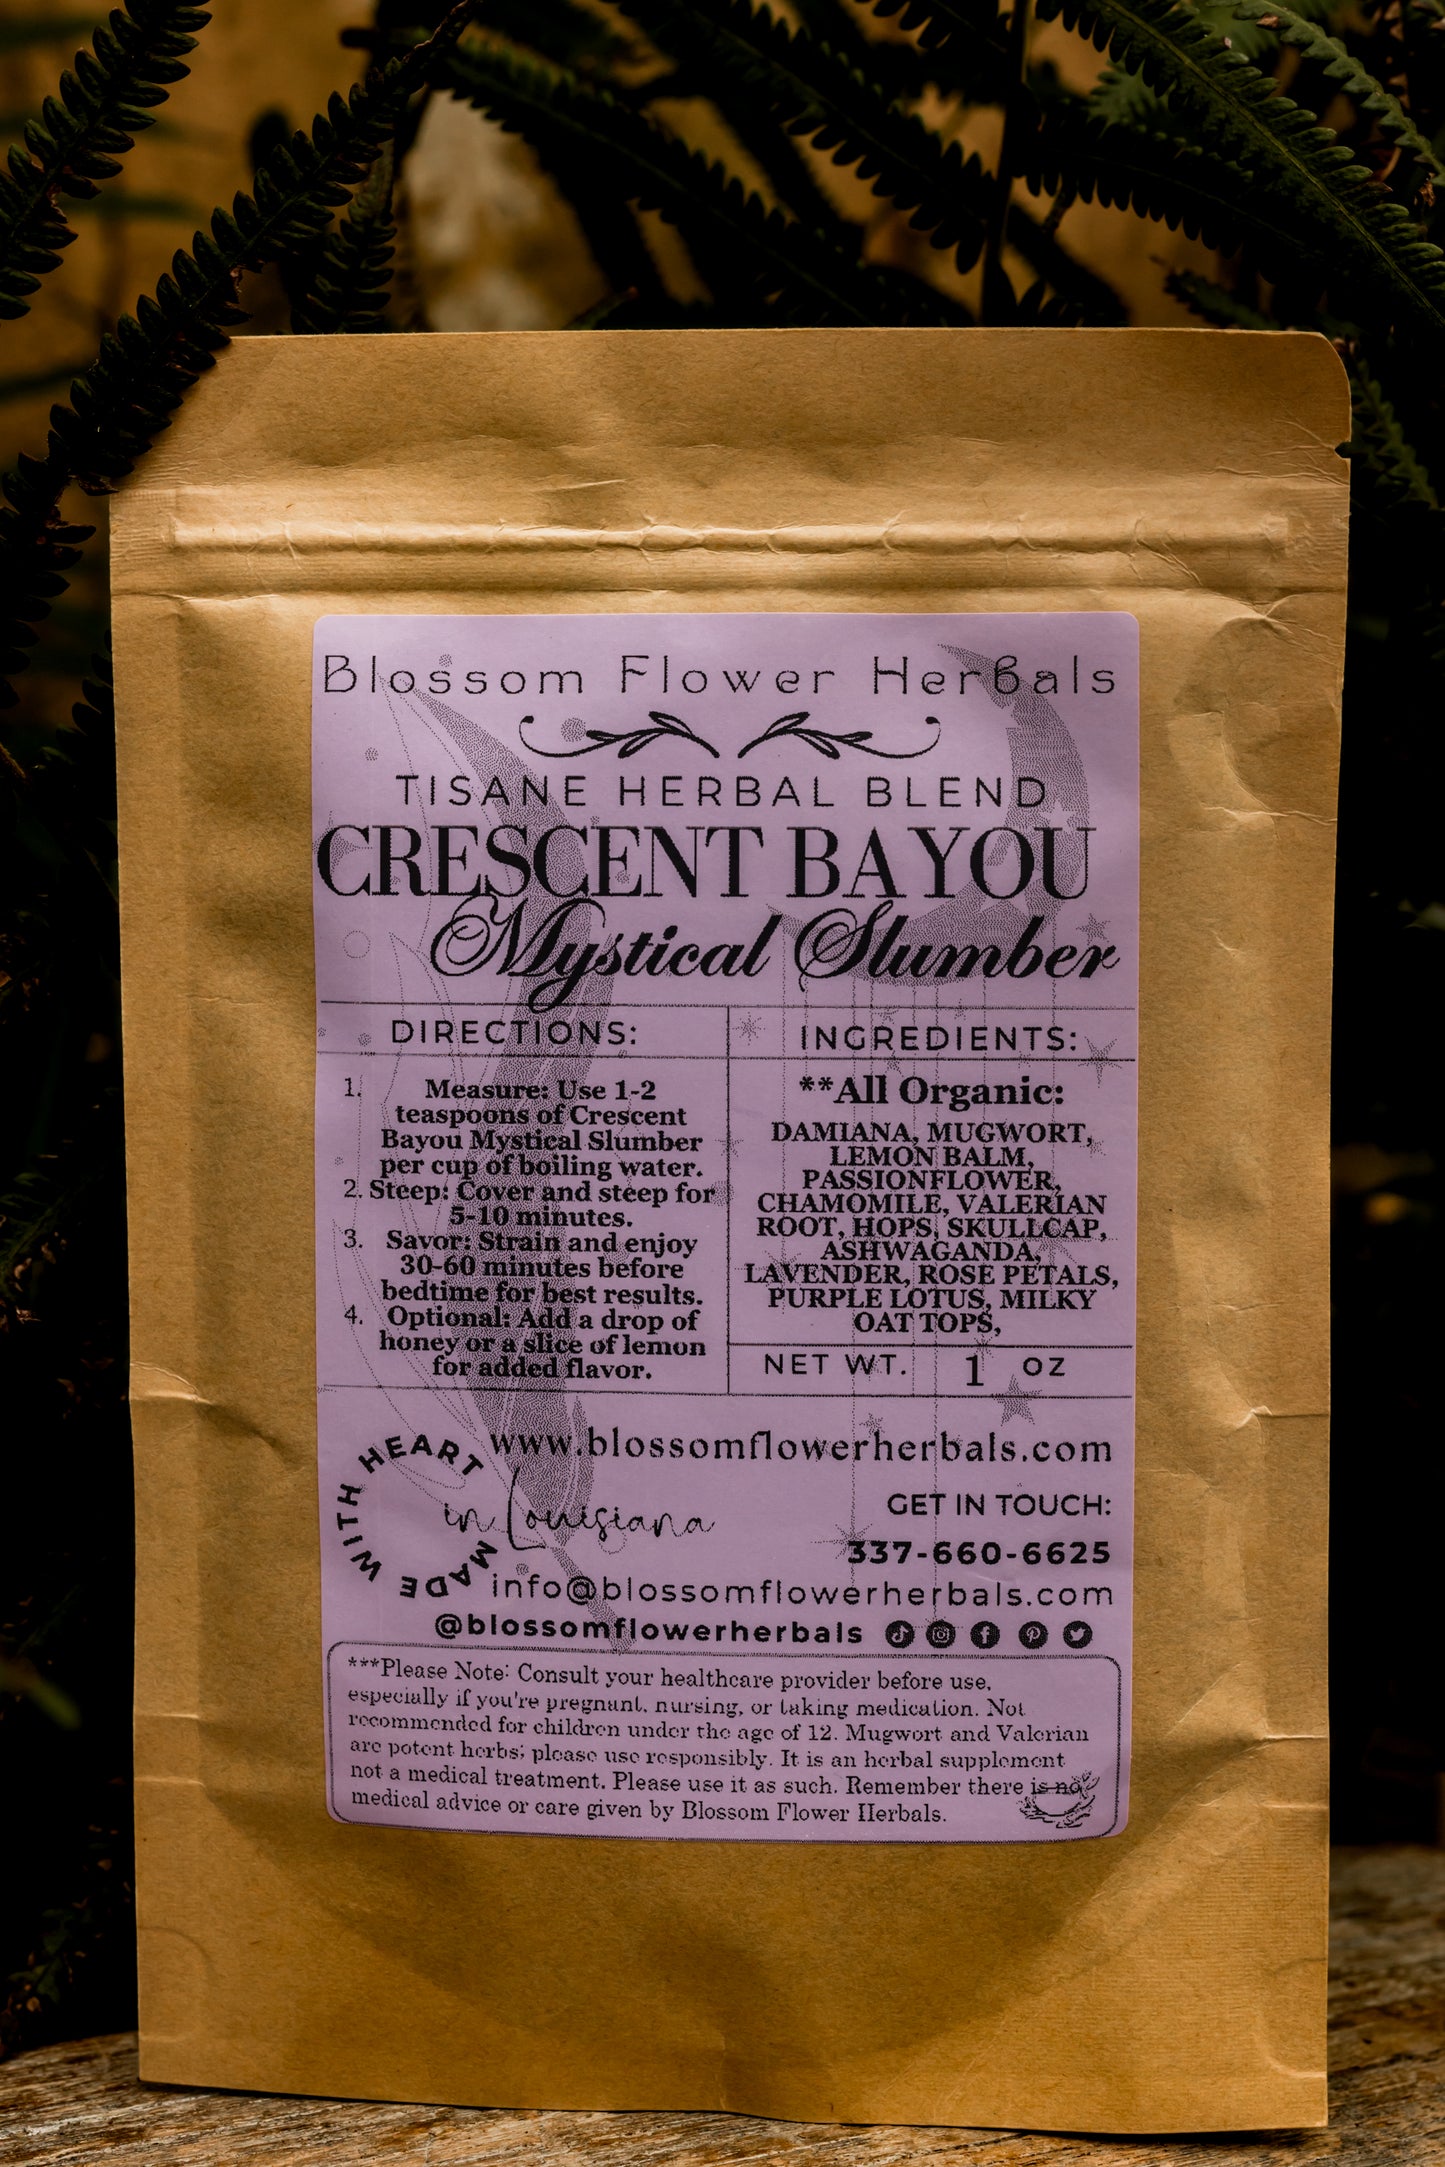 Blossom Flower Herbals
TISANE HERBAL BLEND
CRESCENT BAYOU
Mystical Slumber
DIRECTIONS:
1. Measure: Use 1-2
teaspoons of Crescent
Bayou Mystical Slumber
per cup of boiling water.
2. Steep: Cover and steep for
5-10 minutes.
3. Savor: Strain and enjoy
30-60 minutes before
bedtime for best results.
4. Optional: Add a drop of
honey or a slice of lemon
for added flavor.
INGREDIENTS:
**All Organic:
DAMIANA, MUGWORT,
LEMON BALM,
PASSIONFLOWER,
CHAMOMILE, VALERIAN
ROOT, HOPS, SKULLCAP,
ASHWAGANDA,
LAVENDER, ROSE PETALS,
PURPLE LOTUS, MILKY
OAT TOPS,
NET WT. 1 OZ
www.blossomflowerherbals.com
MADE WITH HEART
in Louisiana
GET IN TOUCH:
337-660-6625
info@blossomflowerherbals.com
@blossomflowerherbals
***Please Note: Consult your healthcare provider before use,
especially if you're pregnant, nursing, or taking medication. Not
recommended for children under the age of 12. Mugwort and Valerian
are potent herbs; please use responsibly. It is an herbal supplement
not a medical treatment. Please use it as such. Remember there is no
medical advice or care given by Blossom Flower Herbals.